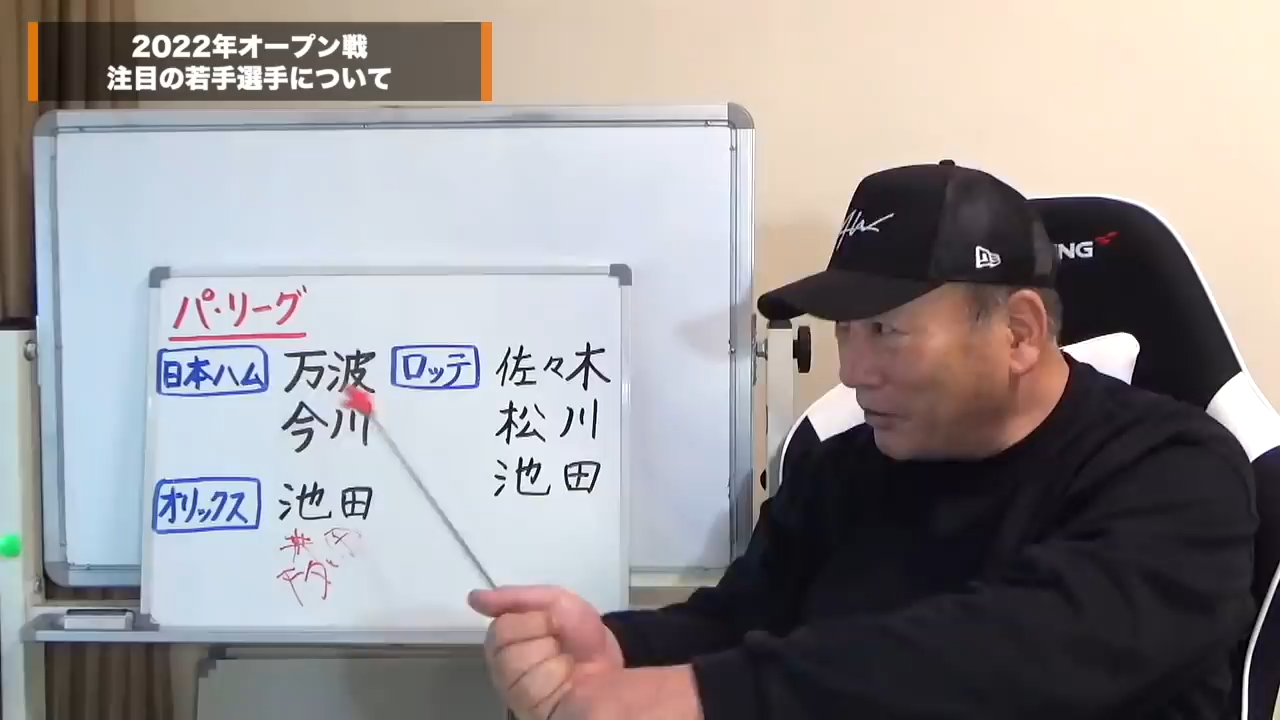 2022年オープン戦
注目の若手選手について
パ・リーグ
日本ハム 万波
今川
オリックス 池田
ロッテ 佐々木
松川
池田